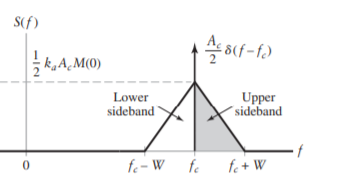 S(f)
A_c/2 δ(f−f_c)
1/2 k_a A_c M(0)
Lower
sideband
Upper
sideband
f
0
f_c − W
f_c
f_c + W